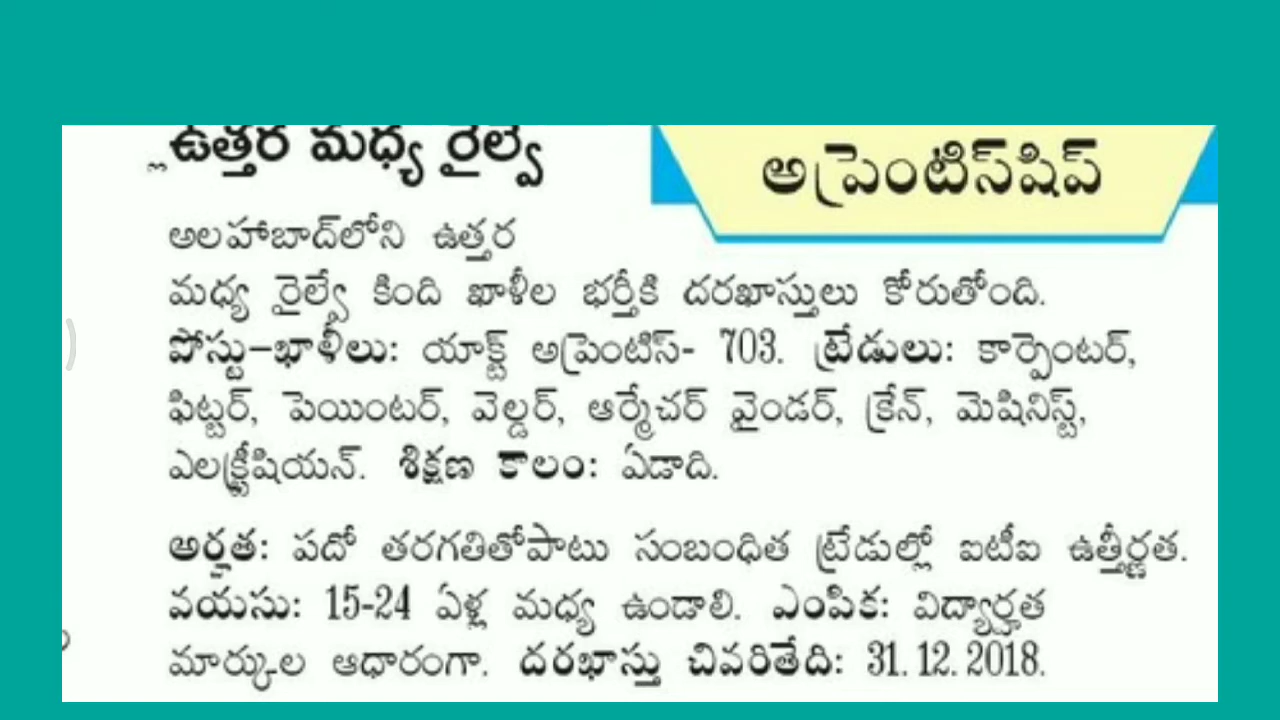 ఉత్తర మధ్య రైల్వే
అప్రెంటిస్‌షిప్
అలహాబాద్‌లోని ఉత్తర
మధ్య రైల్వే కింది ఖాళీల భర్తీకి దరఖాస్తులు కోరుతోంది.
పోస్టు-ఖాళీలు: యాక్ట్ అప్రెంటిస్- 703. ట్రేడులు: కార్పెంటర్,
ఫిట్టర్, పెయింటర్, వెల్డర్, ఆర్మేచర్ వైండర్, క్రేన్, మెషినిస్ట్,
ఎలక్ట్రీషియన్. శిక్షణ కాలం: ఏడాది.
అర్హత: పదో తరగతితోపాటు సంబంధిత ట్రేడుల్లో ఐటీఐ ఉత్తీర్ణత.
వయసు: 15-24 ఏళ్ల మధ్య ఉండాలి. ఎంపిక: విద్యార్హత
మార్కుల ఆధారంగా. దరఖాస్తు చివరితేది: 31.12.2018.